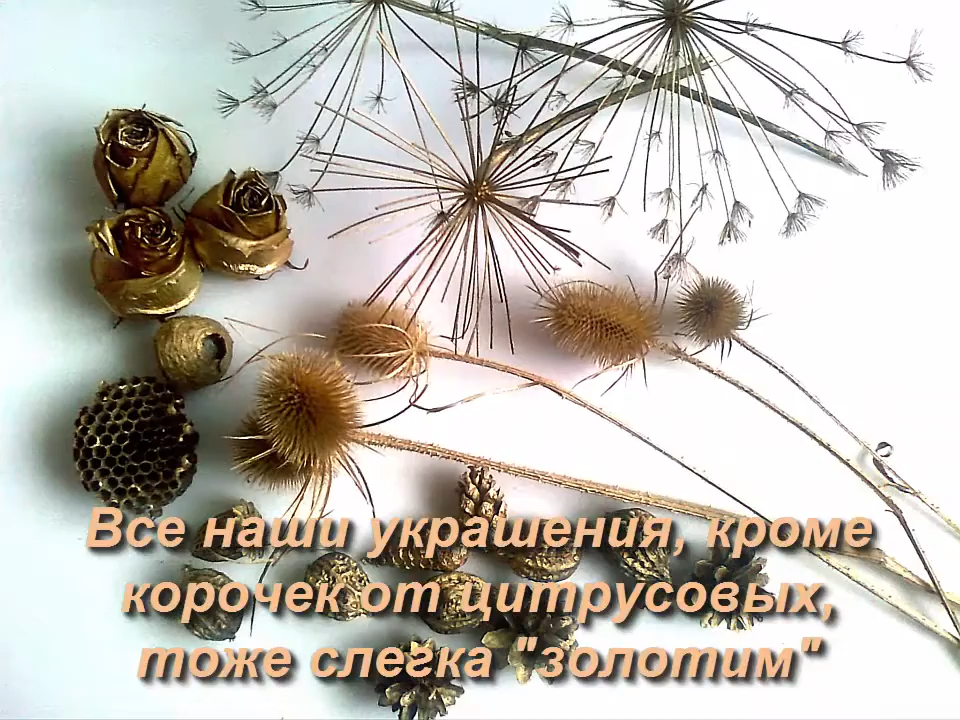 Все наши украшения, кроме
корочек от цитрусовых,
тоже слегка "золотим"